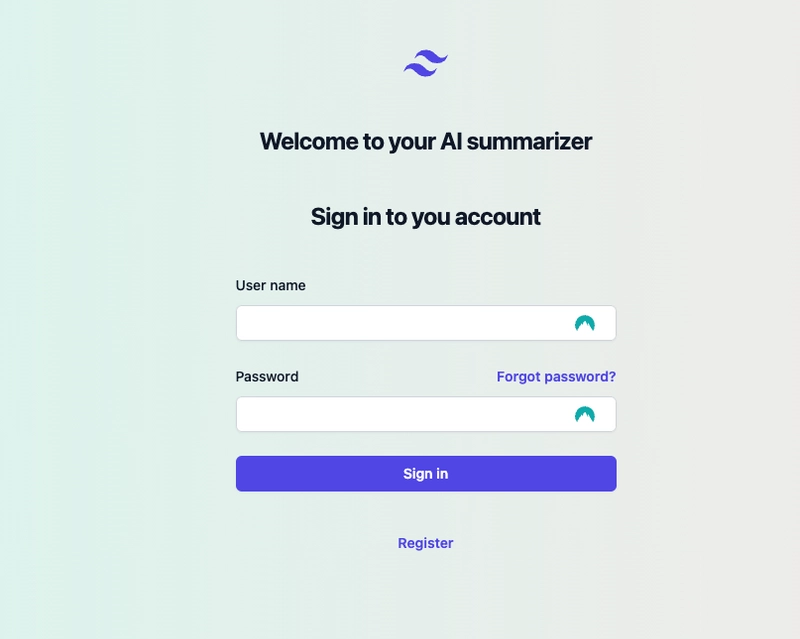 Welcome to your AI summarizer
Sign in to you account
User name
Password
Forgot password?
Sign in
Register